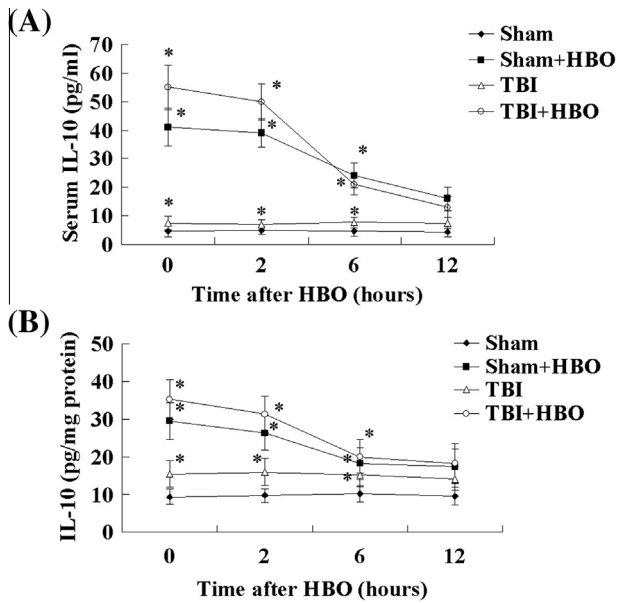 (A)
Serum IL-10 (pg/ml)
70
60
50
40
30
20
10
0
* * * *
* *
* * *
0 2 6 12
Time after HBO (hours)
Sham
Sham+HBO
TBI
TBI+HBO
(B)
IL-10 (pg/mg protein)
50
40
30
20
10
0
* * *
* * *
* * *
0 2 6 12
Time after HBO (hours)
Sham
Sham+HBO
TBI
TBI+HBO